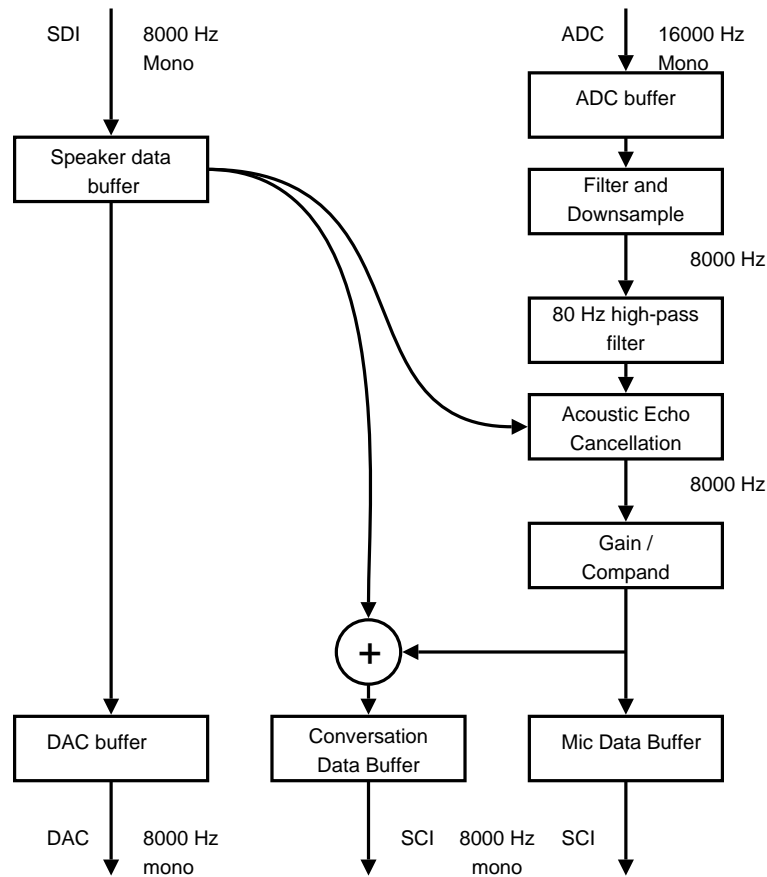 SDI 8000 Hz
Mono
ADC 16000 Hz
Mono
ADC buffer
Speaker data
buffer
Filter and
Downsample
8000 Hz
80 Hz high-pass
filter
Acoustic Echo
Cancellation
8000 Hz
Gain /
Compand
+
DAC buffer
Conversation
Data Buffer
Mic Data Buffer
DAC 8000 Hz
mono
SCI 8000 Hz
mono
SCI